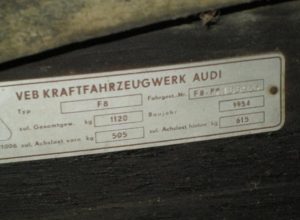 VEB KRAFTFAHRZEUGWERK AUDI
Typ F8 Fahrgest.-Nr. F8-
zul. Gesamtgew. kg 1120 Baujahr 1954
zul. Achslast vorn kg 505 zul. Achslast hinten kg 615